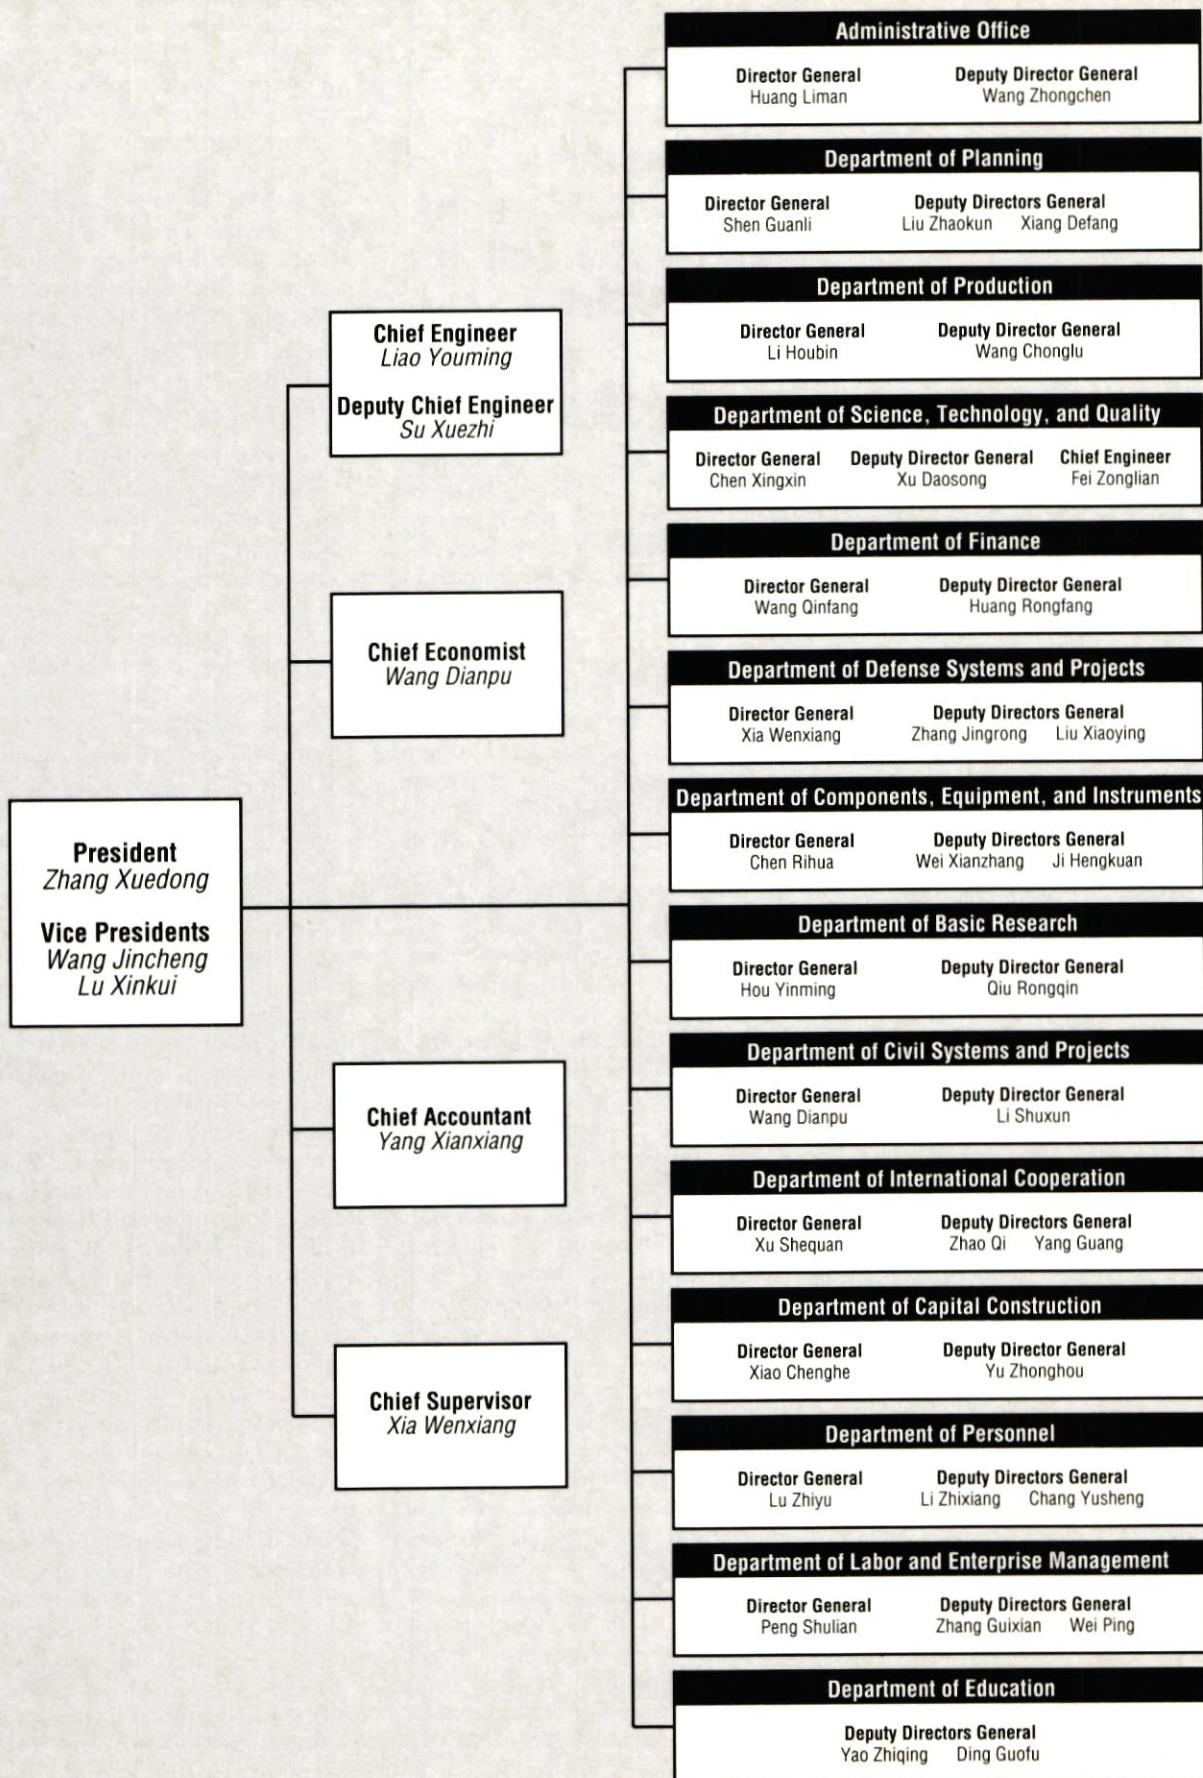 President
Zhang Xuedong
Vice Presidents
Wang Jincheng
Lu Xinkui
Chief Engineer
Liao Youming
Deputy Chief Engineer
Su Xuezhi
Chief Economist
Wang Dianpu
Chief Accountant
Yang Xianxiang
Chief Supervisor
Xia Wenxiang
Administrative Office
Director General Deputy Director General
Huang Liman Wang Zhongchen
Department of Planning
Director General Deputy Directors General
Shen Guanli Liu Zhaokun Xiang Defang
Department of Production
Director General Deputy Director General
Li Houbin Wang Chonglu
Department of Science, Technology, and Quality
Director General Deputy Director General Chief Engineer
Chen Xingxin Xu Daosong Fei Zonglian
Department of Finance
Director General Deputy Director General
Wang Qinfang Huang Rongfang
Department of Defense Systems and Projects
Director General Deputy Directors General
Xia Wenxiang Zhang Jingrong Liu Xiaoying
Department of Components, Equipment, and Instruments
Director General Deputy Directors General
Chen Rihua Wei Xianzhang Ji Hengkuan
Department of Basic Research
Director General Deputy Director General
Hou Yinming Qiu Rongqin
Department of Civil Systems and Projects
Director General Deputy Director General
Wang Dianpu Li Shuxun
Department of International Cooperation
Director General Deputy Directors General
Xu Shequan Zhao Qi Yang Guang
Department of Capital Construction
Director General Deputy Director General
Xiao Chenghe Yu Zhonghou
Department of Personnel
Director General Deputy Directors General
Lu Zhiyu Li Zhixiang Chang Yusheng
Department of Labor and Enterprise Management
Director General Deputy Directors General
Peng Shulian Zhang Guixian Wei Ping
Department of Education
Deputy Directors General
Yao Zhiqing Ding Guofu